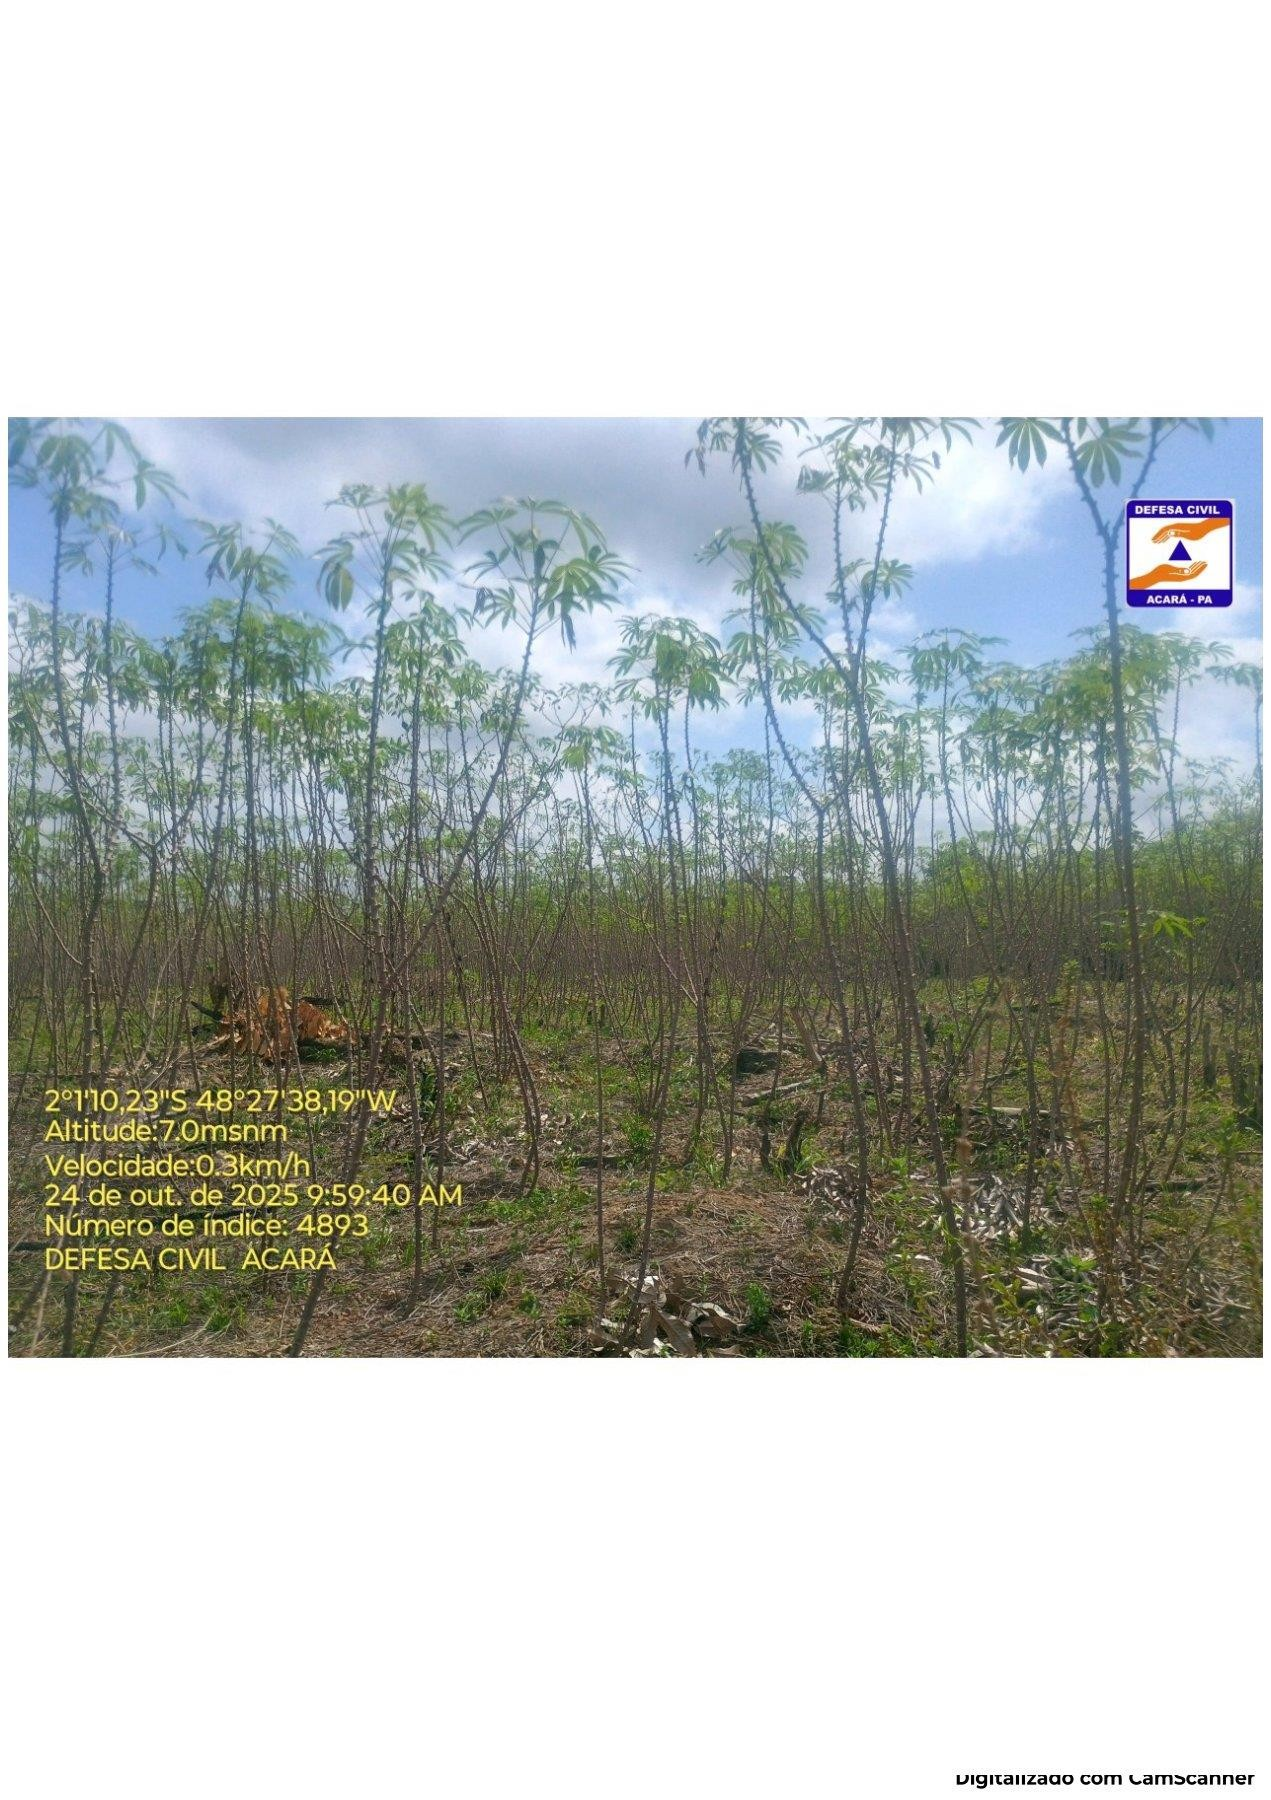 DEFESA CIVIL
ACARÁ - PA
2°1'10,23"S 48°27'38,19"W
Altitude:7.0msnm
Velocidade:0.3km/h
24 de out. de 2025 9:59:40 AM
Número de índice: 4893
DEFESA CIVIL ACARÁ
Digitalizado com CamScanner